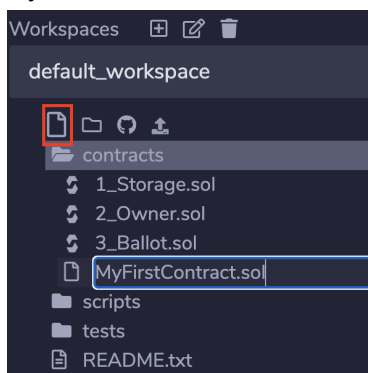 Workspaces
default_workspace
contracts
1_Storage.sol
2_Owner.sol
3_Ballot.sol
MyFirstContract.sol
scripts
tests
README.txt